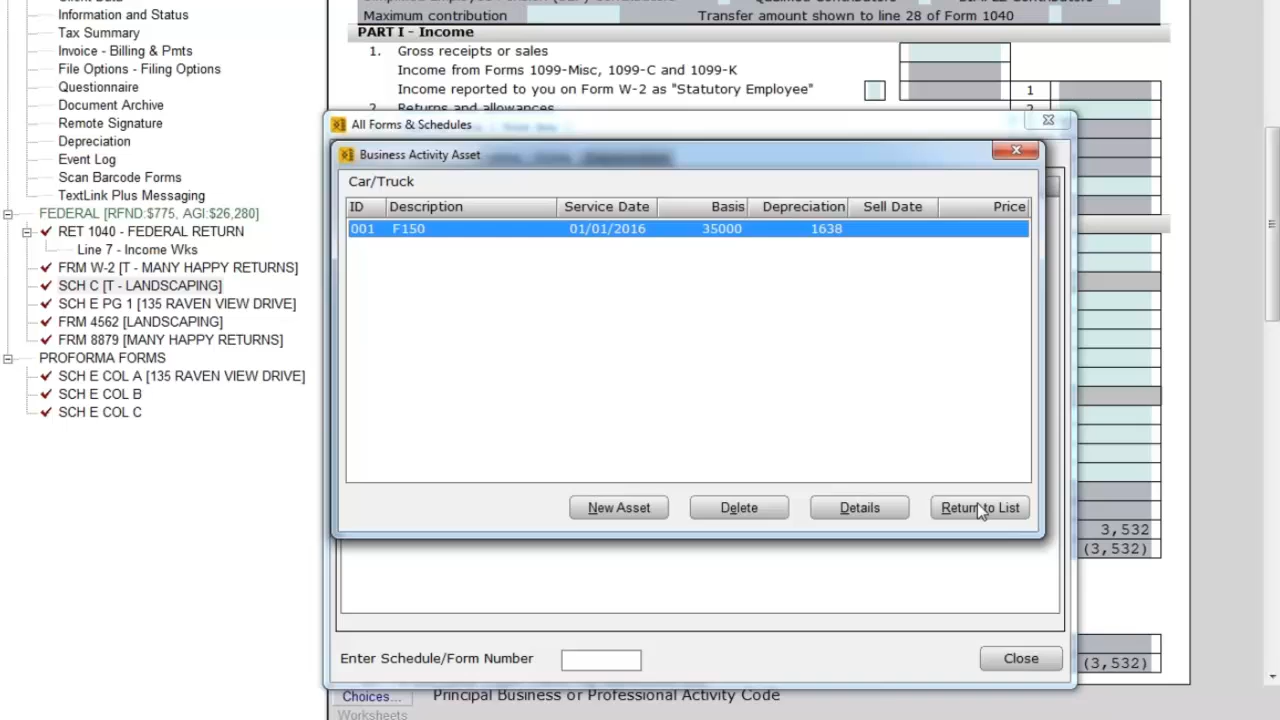 Information and Status
Tax Summary
Invoice - Billing & Pmts
File Options - Filing Options
Questionnaire
Document Archive
Remote Signature
Depreciation
Event Log
Scan Barcode Forms
TextLink Plus Messaging
FEDERAL [RFND:$775, AGI:$26,280]
RET 1040 - FEDERAL RETURN
Line 7 - Income Wks
FRM W-2 [T - MANY HAPPY RETURNS]
SCH C [T - LANDSCAPING]
SCH E PG 1 [135 RAVEN VIEW DRIVE]
FRM 4562 [LANDSCAPING]
FRM 8879 [MANY HAPPY RETURNS]
PROFORMA FORMS
SCH E COL A [135 RAVEN VIEW DRIVE]
SCH E COL B
SCH E COL C
Maximum contribution Transfer amount shown to line 28 of Form 1040
PART I - Income
1. Gross receipts or sales
Income from Forms 1099-Misc, 1099-C and 1099-K
Income reported to you on Form W-2 as "Statutory Employee" 1
2. Returns and allowances 2
All Forms & Schedules
Business Activity Asset
Car/Truck
ID Description Service Date Basis Depreciation Sell Date Price
001 F150 01/01/2016 35000 1638
New Asset Delete Details Return to List
3,532
(3,532)
Enter Schedule/Form Number Close
(3,532)
Choices... Principal Business or Professional Activity Code
Worksheets